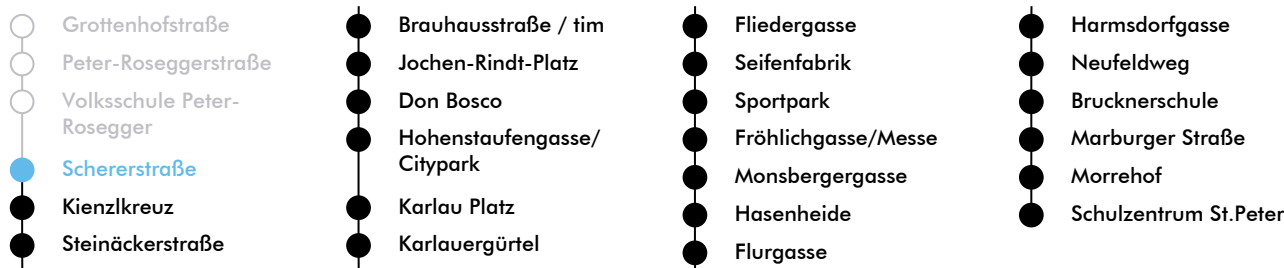 Grottenhofstraße
Peter-Roseggerstraße
Volksschule Peter-
Rosegger
Schererstraße
Kienzlkreuz
Steinäckerstraße
Brauhausstraße / tim
Jochen-Rindt-Platz
Don Bosco
Hohenstaufengasse/
Citypark
Karlau Platz
Karlauergürtel
Fliedergasse
Seifenfabrik
Sportpark
Fröhlichgasse/Messe
Monsbergergasse
Hasenheide
Flurgasse
Harmsdorfgasse
Neufeldweg
Brucknerschule
Marburger Straße
Morrehof
Schulzentrum St.Peter